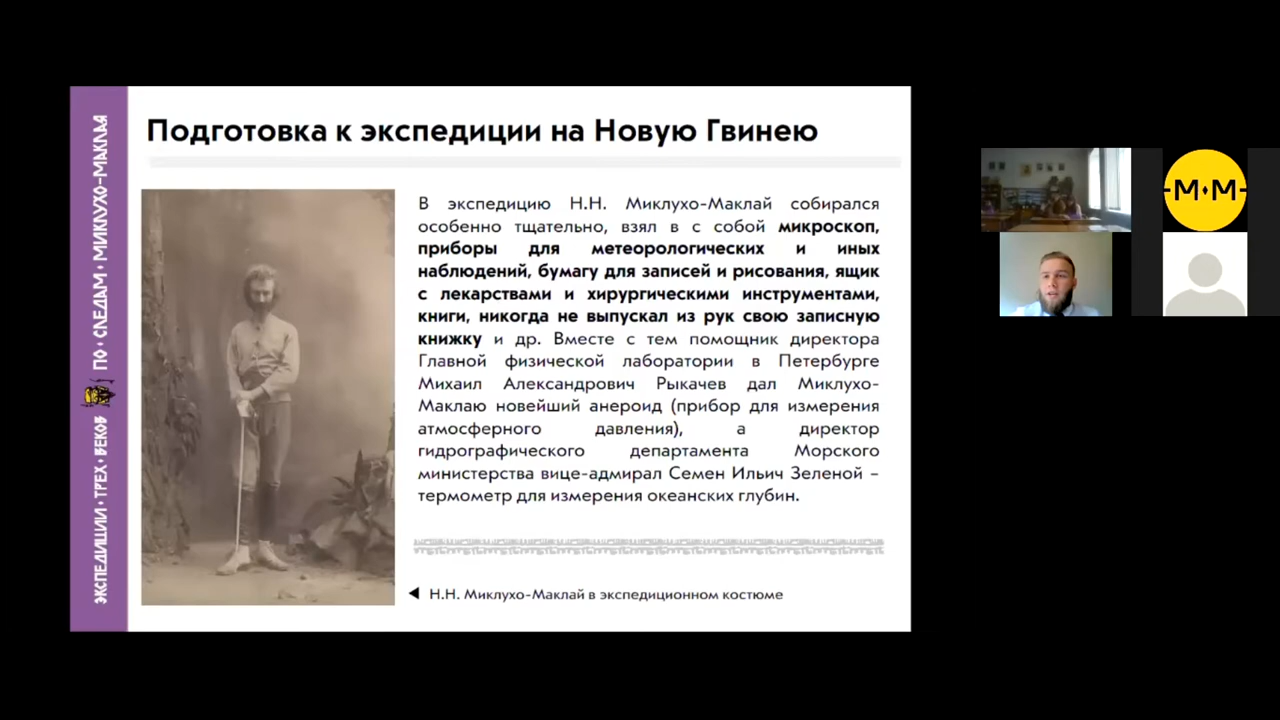 Подготовка к экспедиции на Новую Гвинею
ЭКСПЕДИЦИИ • ТРЕХ • ВЕКОВ ПО • СЛЕДАМ • МИКЛУХО-МАКЛАЯ
В экспедицию Н.Н. Миклухо-Маклай собирался
особенно тщательно, взял в с собой микроскоп,
приборы для метеорологических и иных
наблюдений, бумагу для записей и рисования, ящик
с лекарствами и хирургическими инструментами,
книги, никогда не выпускал из рук свою записную
книжку и др. Вместе с тем помощник директора
Главной физической лаборатории в Петербурге
Михаил Александрович Рыкачев дал Миклухо-
Маклаю новейший анероид (прибор для измерения
атмосферного давления), а директор
гидрографического департамента Морского
министерства вице-адмирал Семен Ильич Зеленой –
термометр для измерения океанских глубин.
Н.Н. Миклухо-Маклай в экспедиционном костюме
-М•М-